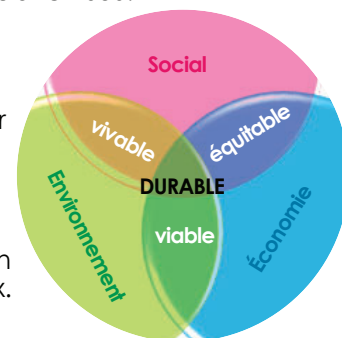 Social
vivable
équitable
DURABLE
Environnement
viable
Économie